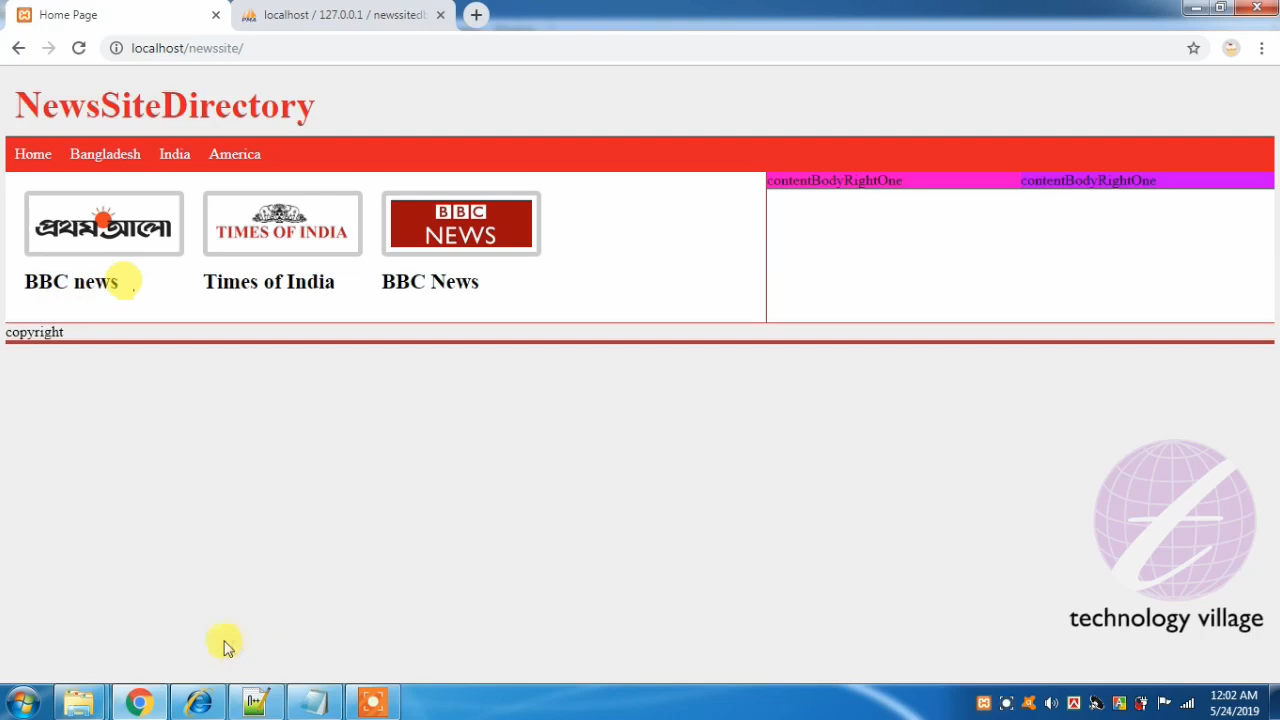 Home Page
localhost / 127.0.0.1 / newssitedb
localhost/newssite/
NewsSiteDirectory
Home Bangladesh India America
contentBodyRightOne contentBodyRightOne
প্রথম আলো
TIMES OF INDIA
BBC
NEWS
BBC news Times of India BBC News
copyright
technology village
12:02 AM
5/24/2019